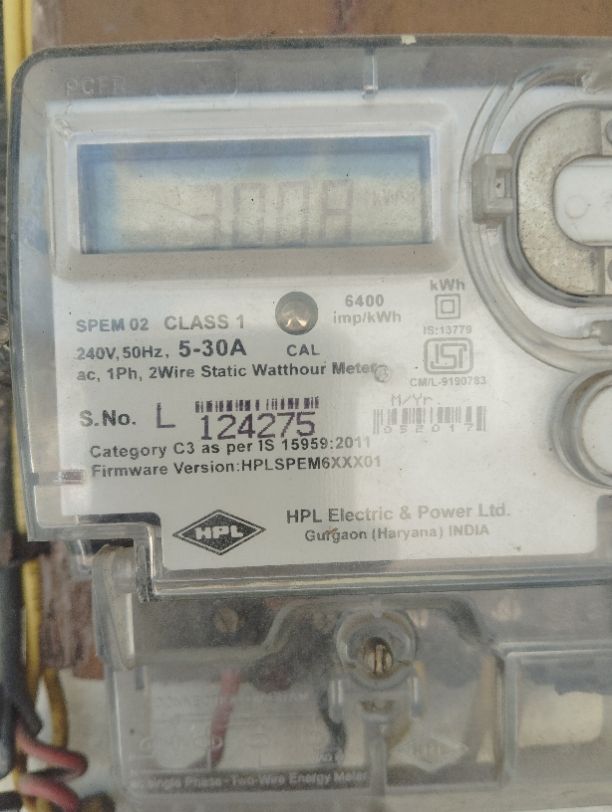 3008 kWh
kWh
6400
imp/kWh
SPEM 02 CLASS 1
IS:13779
240V, 50Hz, 5-30A
CAL
ac, 1Ph, 2Wire Static Watthour Meter
CM/L-9190783
M/Yr
S.No. L 124275
052017
Category C3 as per IS 15959:2011
Firmware Version:HPLSPEM6XXX01
HPL
HPL Electric & Power Ltd.
Gurgaon (Haryana) INDIA
Single Phase Two-Wire Energy Meter